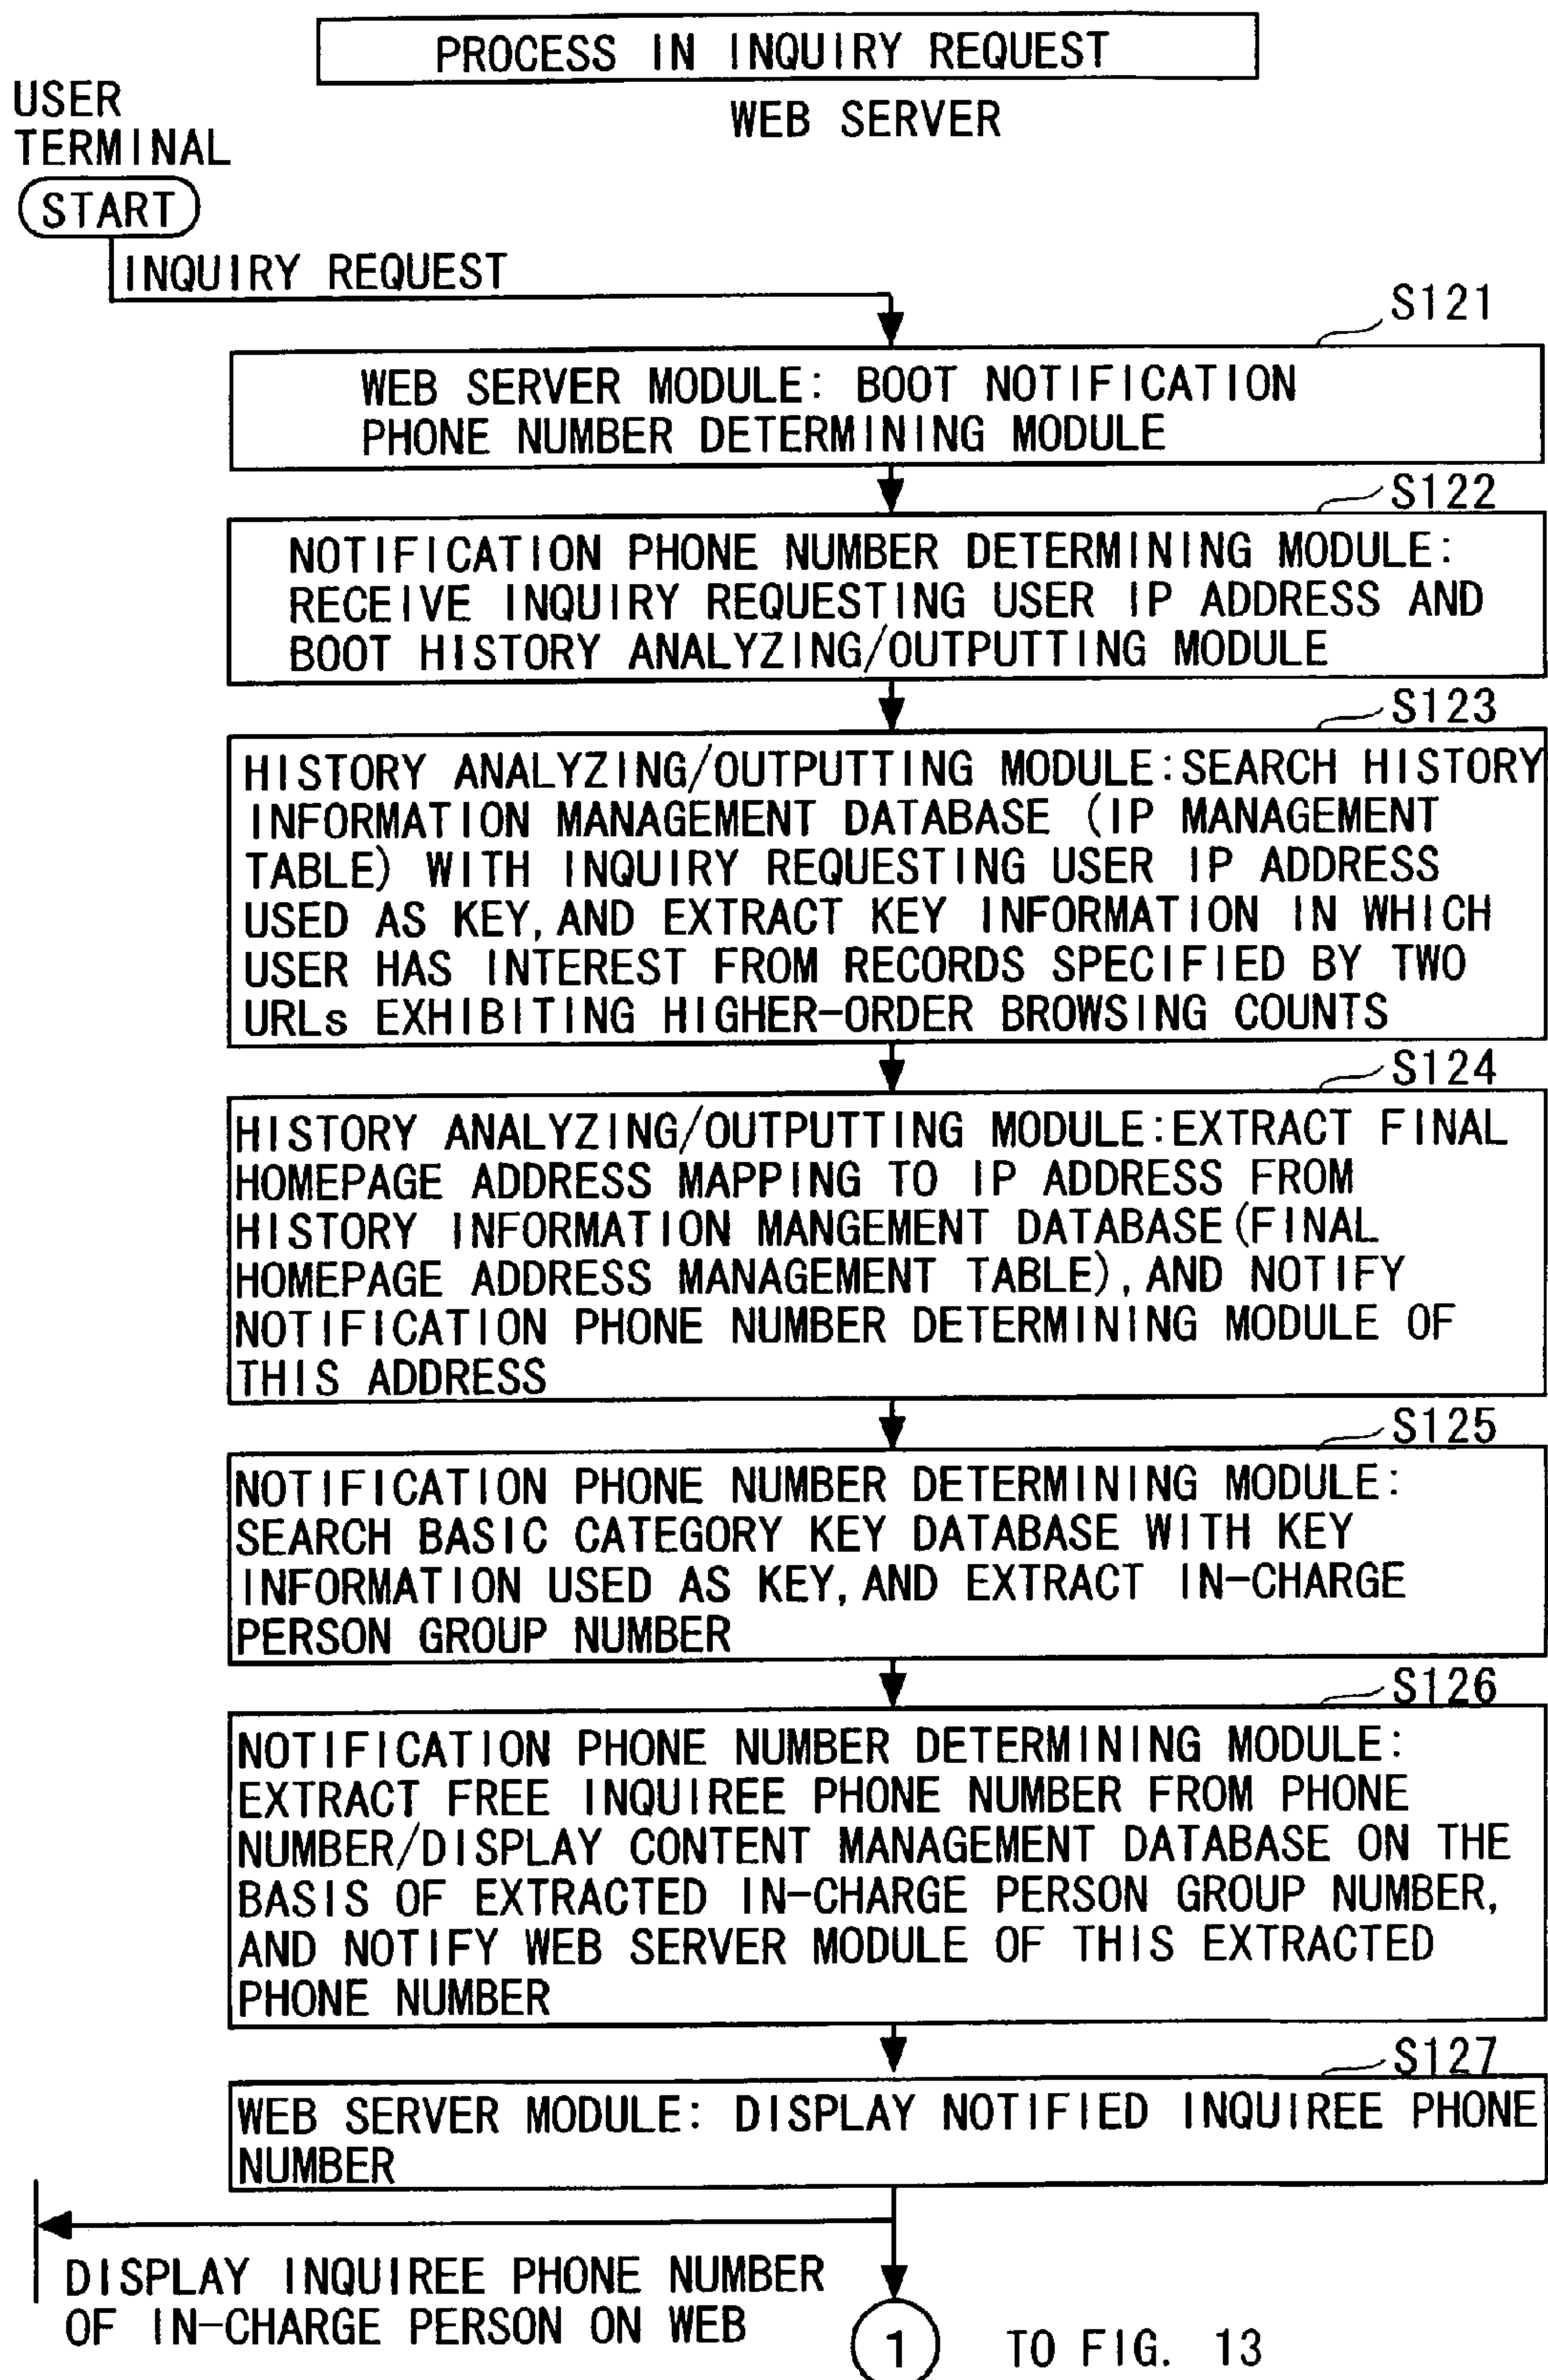 PROCESS IN INQUIRY REQUEST
USER
TERMINAL
WEB SERVER
START
INQUIRY REQUEST
S121
WEB SERVER MODULE: BOOT NOTIFICATION
PHONE NUMBER DETERMINING MODULE
S122
NOTIFICATION PHONE NUMBER DETERMINING MODULE:
RECEIVE INQUIRY REQUESTING USER IP ADDRESS AND
BOOT HISTORY ANALYZING/OUTPUTTING MODULE
S123
HISTORY ANALYZING/OUTPUTTING MODULE:SEARCH HISTORY
INFORMATION MANAGEMENT DATABASE (IP MANAGEMENT
TABLE) WITH INQUIRY REQUESTING USER IP ADDRESS
USED AS KEY, AND EXTRACT KEY INFORMATION IN WHICH
USER HAS INTEREST FROM RECORDS SPECIFIED BY TWO
URLs EXHIBITING HIGHER-ORDER BROWSING COUNTS
S124
HISTORY ANALYZING/OUTPUTTING MODULE:EXTRACT FINAL
HOMEPAGE ADDRESS MAPPING TO IP ADDRESS FROM
HISTORY INFORMATION MANGEMENT DATABASE(FINAL
HOMEPAGE ADDRESS MANAGEMENT TABLE), AND NOTIFY
NOTIFICATION PHONE NUMBER DETERMINING MODULE OF
THIS ADDRESS
S125
NOTIFICATION PHONE NUMBER DETERMINING MODULE:
SEARCH BASIC CATEGORY KEY DATABASE WITH KEY
INFORMATION USED AS KEY, AND EXTRACT IN-CHARGE
PERSON GROUP NUMBER
S126
NOTIFICATION PHONE NUMBER DETERMINING MODULE:
EXTRACT FREE INQUIREE PHONE NUMBER FROM PHONE
NUMBER/DISPLAY CONTENT MANAGEMENT DATABASE ON THE
BASIS OF EXTRACTED IN-CHARGE PERSON GROUP NUMBER,
AND NOTIFY WEB SERVER MODULE OF THIS EXTRACTED
PHONE NUMBER
S127
WEB SERVER MODULE: DISPLAY NOTIFIED INQUIREE PHONE
NUMBER
DISPLAY INQUIREE PHONE NUMBER
OF IN-CHARGE PERSON ON WEB
1 TO FIG. 13